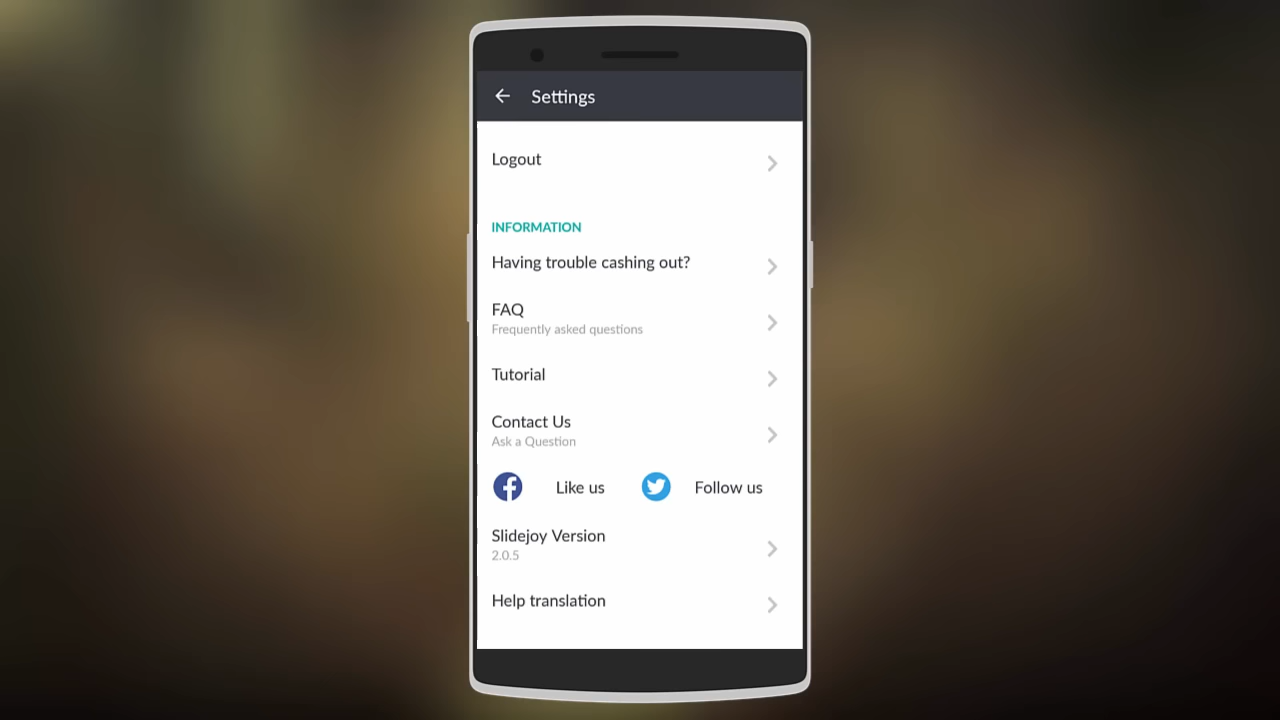 Settings
Logout
INFORMATION
Having trouble cashing out?
FAQ
Frequently asked questions
Tutorial
Contact Us
Ask a Question
Like us
Follow us
Slidejoy Version
2.0.5
Help translation